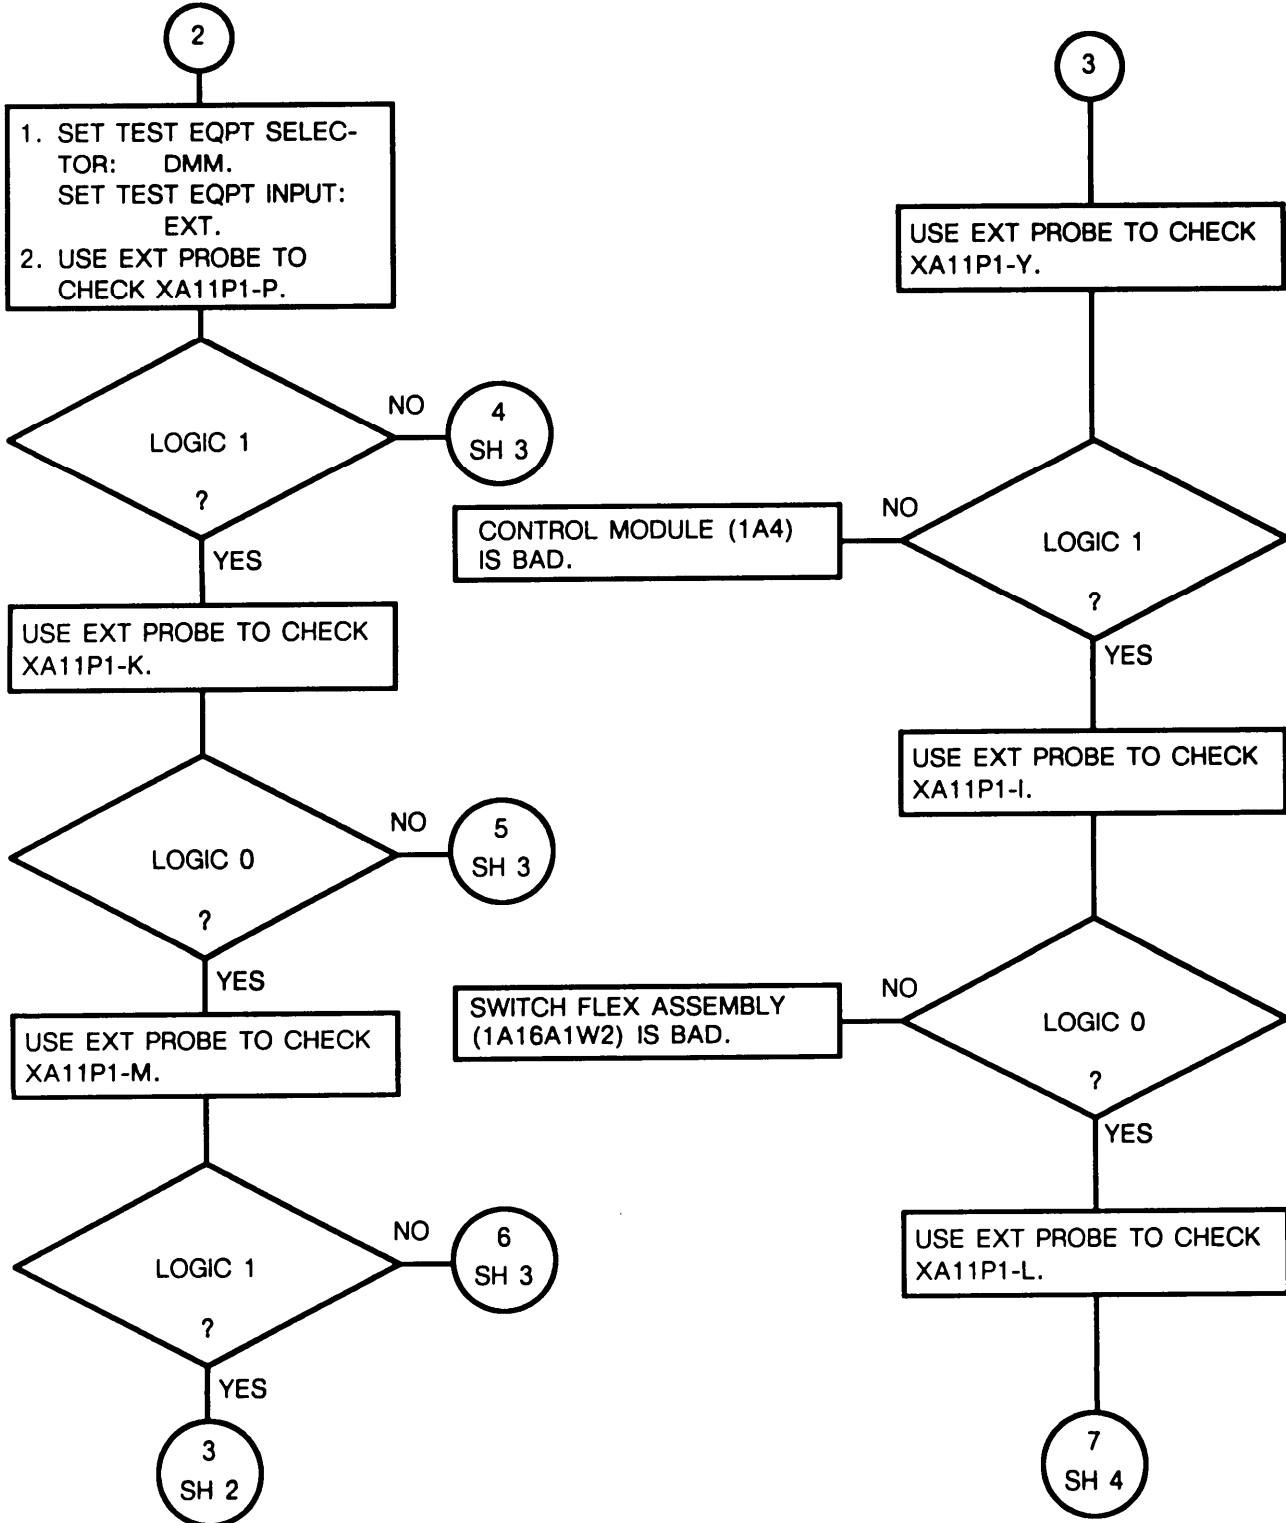 2
1. SET TEST EQPT SELEC-
TOR: DMM.
SET TEST EQPT INPUT:
EXT.
2. USE EXT PROBE TO
CHECK XA11P1-P.
LOGIC 1
?
NO
4
SH 3
YES
USE EXT PROBE TO CHECK
XA11P1-K.
LOGIC 0
?
NO
5
SH 3
YES
USE EXT PROBE TO CHECK
XA11P1-M.
LOGIC 1
?
NO
6
SH 3
YES
3
SH 2
3
USE EXT PROBE TO CHECK
XA11P1-Y.
LOGIC 1
?
NO
CONTROL MODULE (1A4)
IS BAD.
YES
USE EXT PROBE TO CHECK
XA11P1-I.
LOGIC 0
?
NO
SWITCH FLEX ASSEMBLY
(1A16A1W2) IS BAD.
YES
USE EXT PROBE TO CHECK
XA11P1-L.
7
SH 4